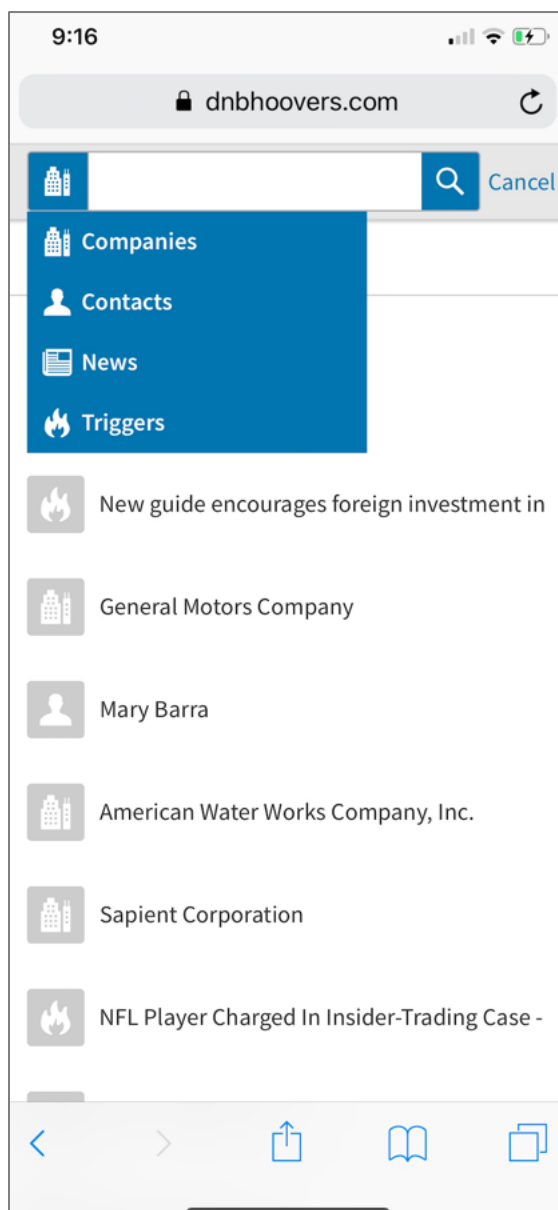 9:16
dnbhoovers.com
Cancel
Companies
Contacts
News
Triggers
New guide encourages foreign investment in
General Motors Company
Mary Barra
American Water Works Company, Inc.
Sapient Corporation
NFL Player Charged In Insider-Trading Case -